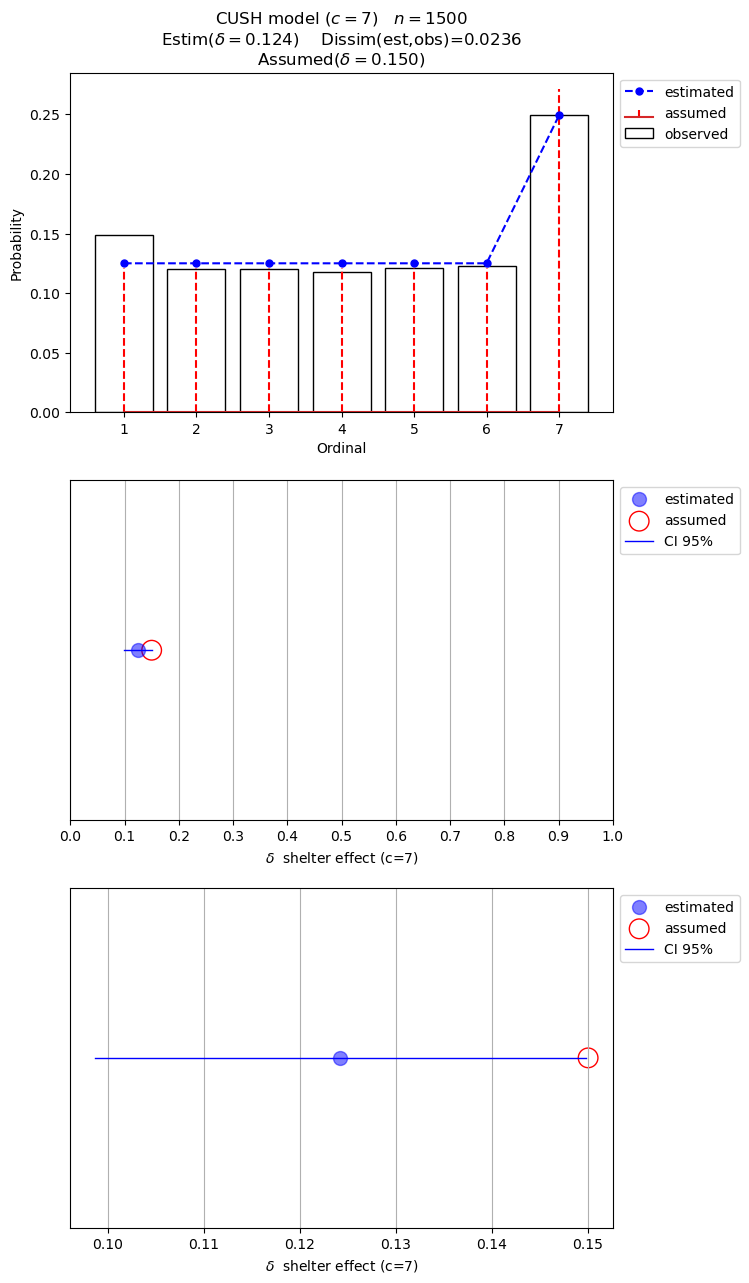 CUSH model (c = 7)   n = 1500
Estim(δ = 0.124)    Dissim(est,obs)=0.0236
Assumed(δ = 0.150)
estimated
assumed
observed
0.25
0.20
0.15
0.10
0.05
0.00
Probability
1 2 3 4 5 6 7
Ordinal
estimated
assumed
CI 95%
0.0 0.1 0.2 0.3 0.4 0.5 0.6 0.7 0.8 0.9 1.0
δ  shelter effect (c=7)
estimated
assumed
CI 95%
0.10 0.11 0.12 0.13 0.14 0.15
δ  shelter effect (c=7)